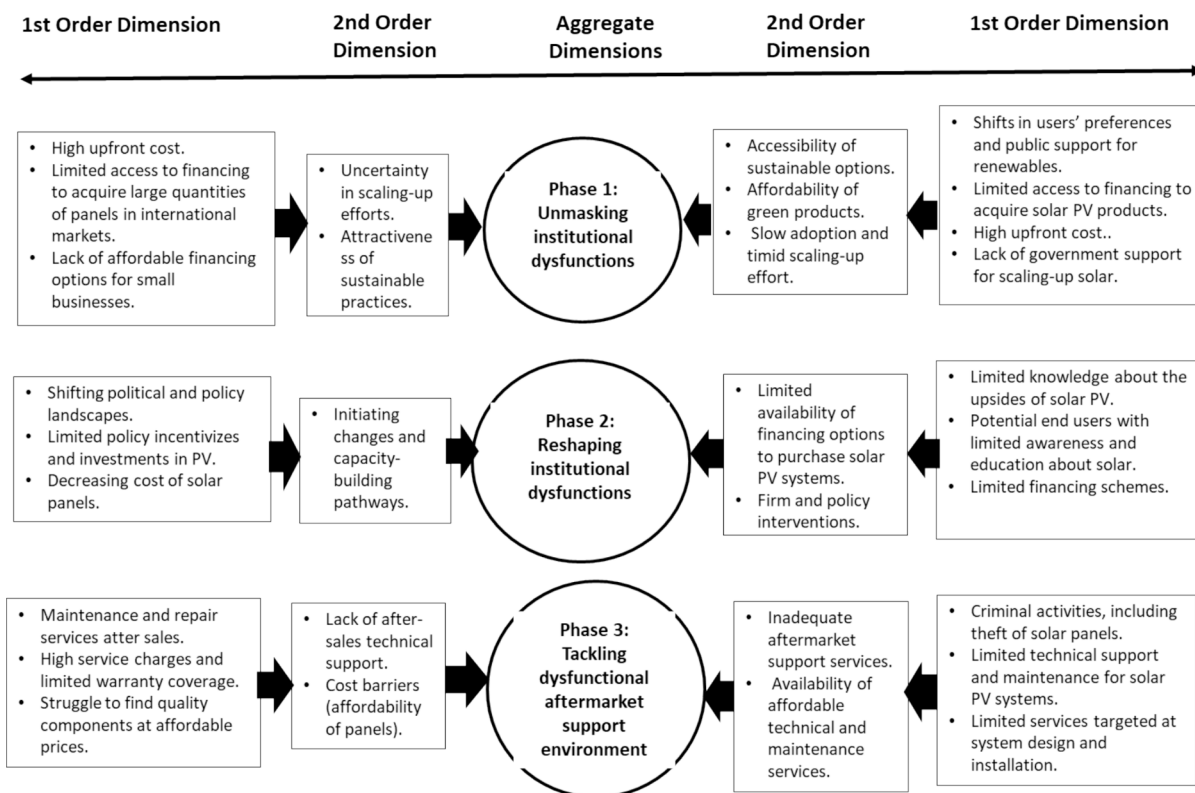 1st Order Dimension
2nd Order
Dimension
Aggregate
Dimensions
2nd Order
Dimension
1st Order Dimension
• High upfront cost.
• Limited access to financing
to acquire large quantities
of panels in international
markets.
• Lack of affordable financing
options for small
businesses.
• Uncertainty
in scaling-up
efforts.
• Attractivene
ss of
sustainable
practices.
Phase 1:
Unmasking
institutional
dysfunctions
• Accessibility of
sustainable options.
• Affordability of
green products.
• Slow adoption and
timid scaling-up
effort.
• Shifts in users’ preferences
and public support for
renewables.
• Limited access to financing to
acquire solar PV products.
• High upfront cost..
• Lack of government support
for scaling-up solar.
• Shifting political and policy
landscapes.
• Limited policy incentivizes
and investments in PV.
• Decreasing cost of solar
panels.
• Initiating
changes and
capacity-
building
pathways.
Phase 2:
Reshaping
institutional
dysfunctions
• Limited
availability of
financing options
to purchase solar
PV systems.
• Firm and policy
interventions.
• Limited knowledge about the
upsides of solar PV.
• Potential end users with
limited awareness and
education about solar.
• Limited financing schemes.
• Maintenance and repair
services atter sales.
• High service charges and
limited warranty coverage.
• Struggle to find quality
components at affordable
prices.
• Lack of after-
sales technical
support.
• Cost barriers
(affordability
of panels).
Phase 3:
Tackling
dysfunctional
aftermarket
support
environment
• Inadequate
aftermarket
support services.
• Availability of
affordable
technical and
maintenance
services.
• Criminal activities, including
theft of solar panels.
• Limited technical support
and maintenance for solar
PV systems.
• Limited services targeted at
system design and
installation.